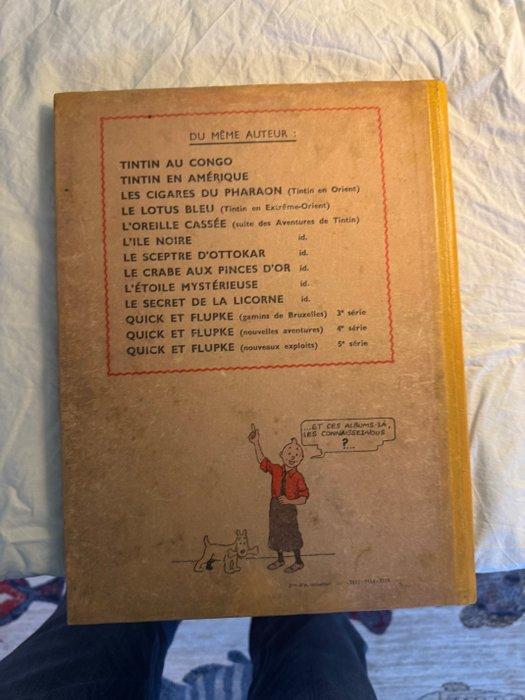 DU MÊME AUTEUR :
TINTIN AU CONGO
TINTIN EN AMÉRIQUE
LES CIGARES DU PHARAON (Tintin en Orient)
LE LOTUS BLEU (Tintin en Extrême-Orient)
L'OREILLE CASSÉE (suite des Aventures de Tintin)
L'ILE NOIRE id.
LE SCEPTRE D'OTTOKAR id.
LE CRABE AUX PINCES D'OR id.
L'ÉTOILE MYSTÉRIEUSE id.
LE SECRET DE LA LICORNE id.
QUICK ET FLUPKE (gamins de Bruxelles) 3e série
QUICK ET FLUPKE (nouvelles aventures) 4e série
QUICK ET FLUPKE (nouveaux exploits) 5e série
...ET CES ALBUMS-LÀ,
LES CONNAISSEZ-VOUS
?...